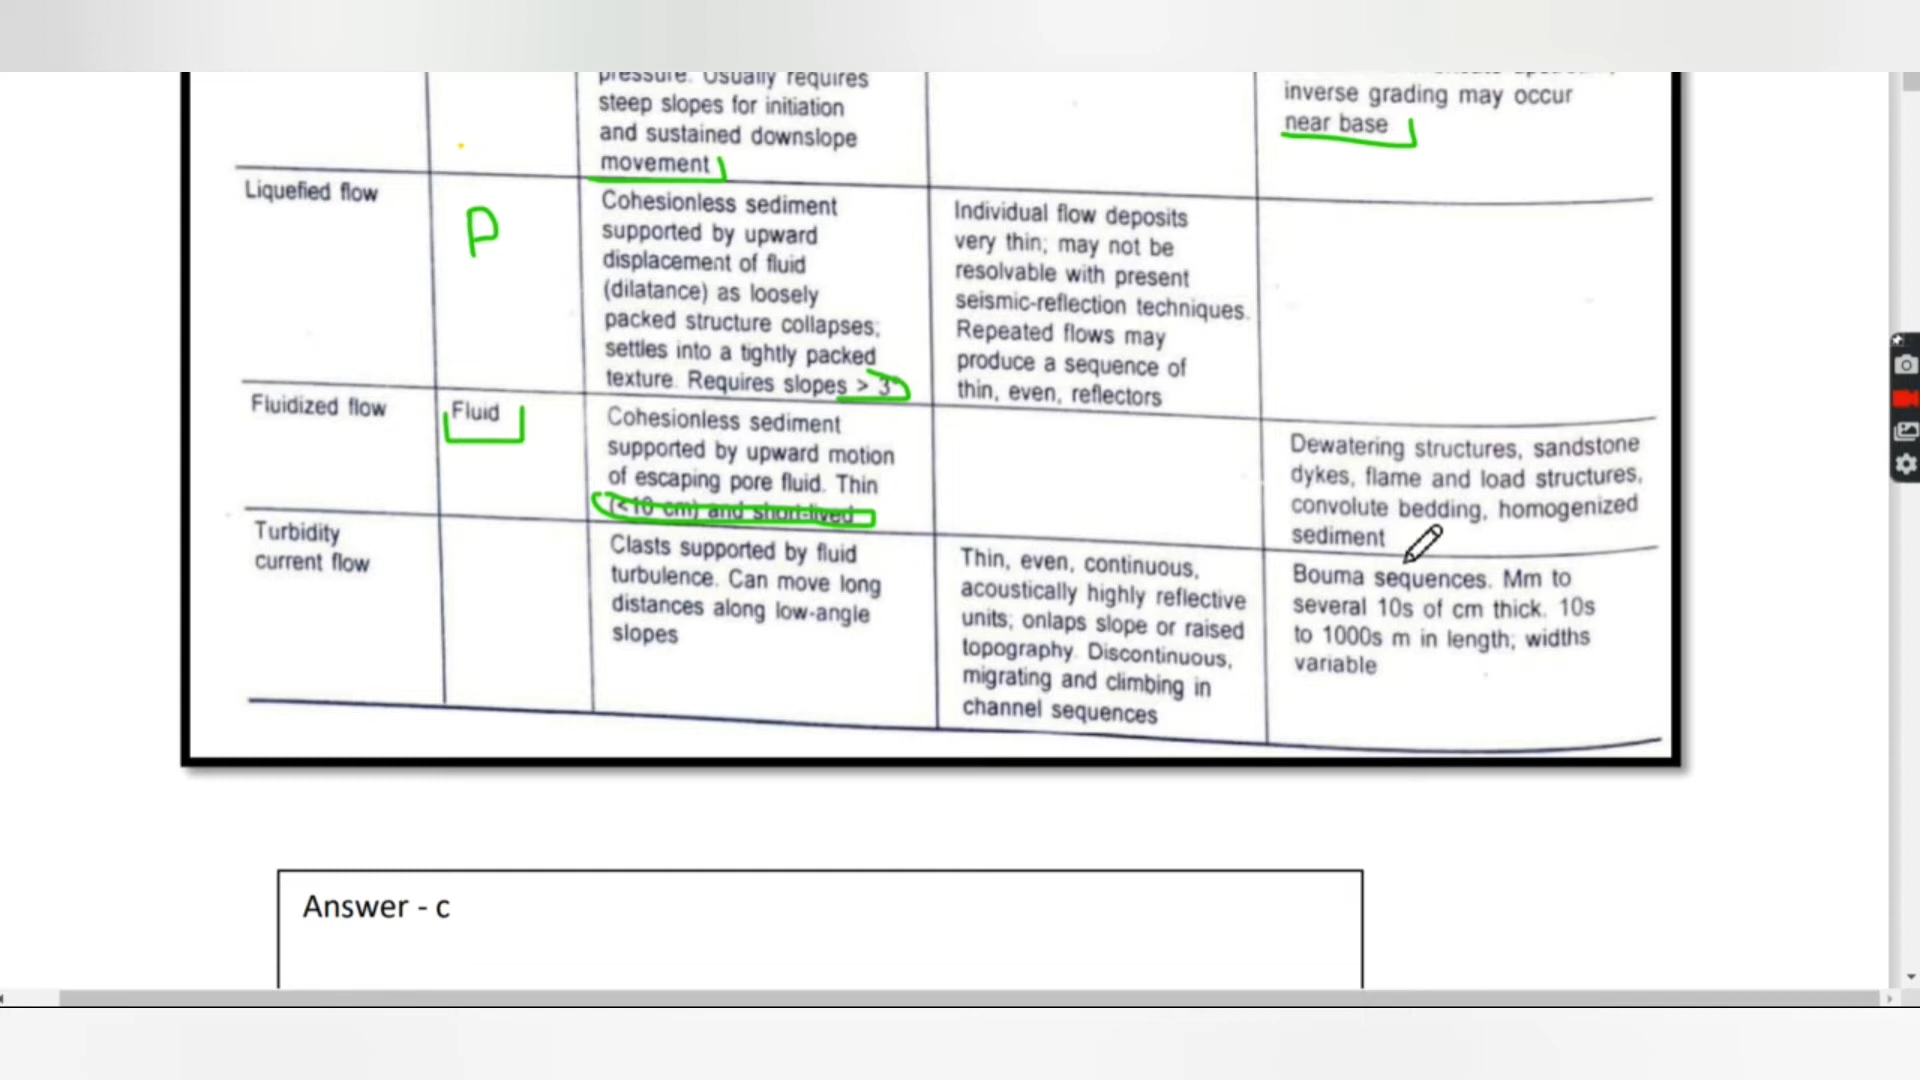 pressure. Usually requires
steep slopes for initiation
and sustained downslope
movement
inverse grading may occur
near base
Liquefied flow
P
Cohesionless sediment
supported by upward
displacement of fluid
(dilatance) as loosely
packed structure collapses;
settles into a tightly packed
texture. Requires slopes > 3°
Individual flow deposits
very thin; may not be
resolvable with present
seismic-reflection techniques.
Repeated flows may
produce a sequence of
thin, even, reflectors
Fluidized flow
Fluid
Cohesionless sediment
supported by upward motion
of escaping pore fluid. Thin
(<10 cm) and short-lived
Dewatering structures, sandstone
dykes, flame and load structures,
convolute bedding, homogenized
sediment
Turbidity
current flow
Clasts supported by fluid
turbulence. Can move long
distances along low-angle
slopes
Thin, even, continuous,
acoustically highly reflective
units; onlaps slope or raised
topography. Discontinuous,
migrating and climbing in
channel sequences
Bouma sequences. Mm to
several 10s of cm thick. 10s
to 1000s m in length; widths
variable
Answer - c